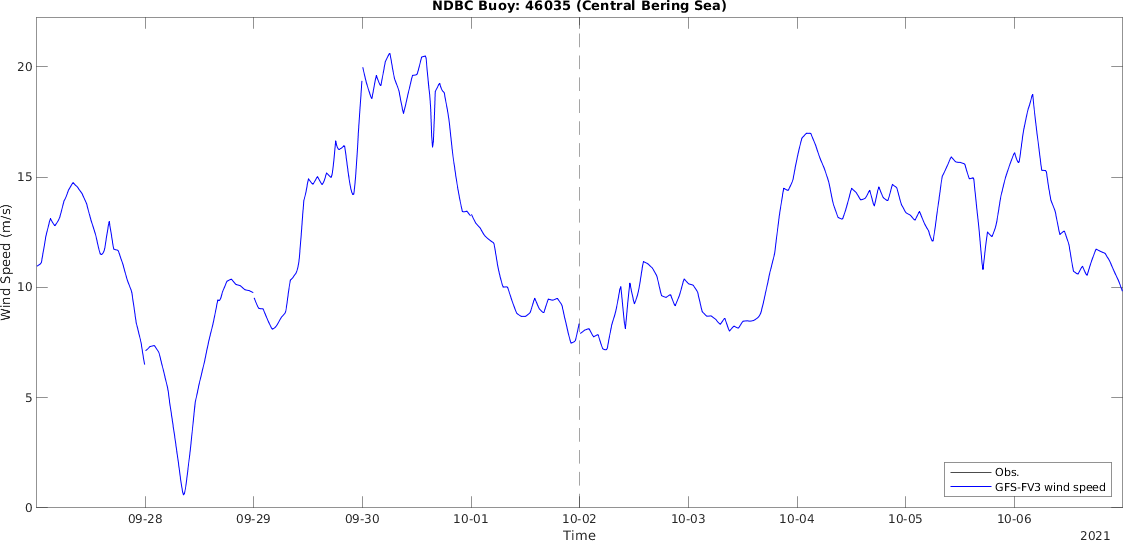 NDBC Buoy: 46035 (Central Bering Sea)
20
15
10
5
0
Wind Speed (m/s)
Obs.
GFS-FV3 wind speed
09-28 09-29 09-30 10-01 10-02 10-03 10-04 10-05 10-06
Time
2021